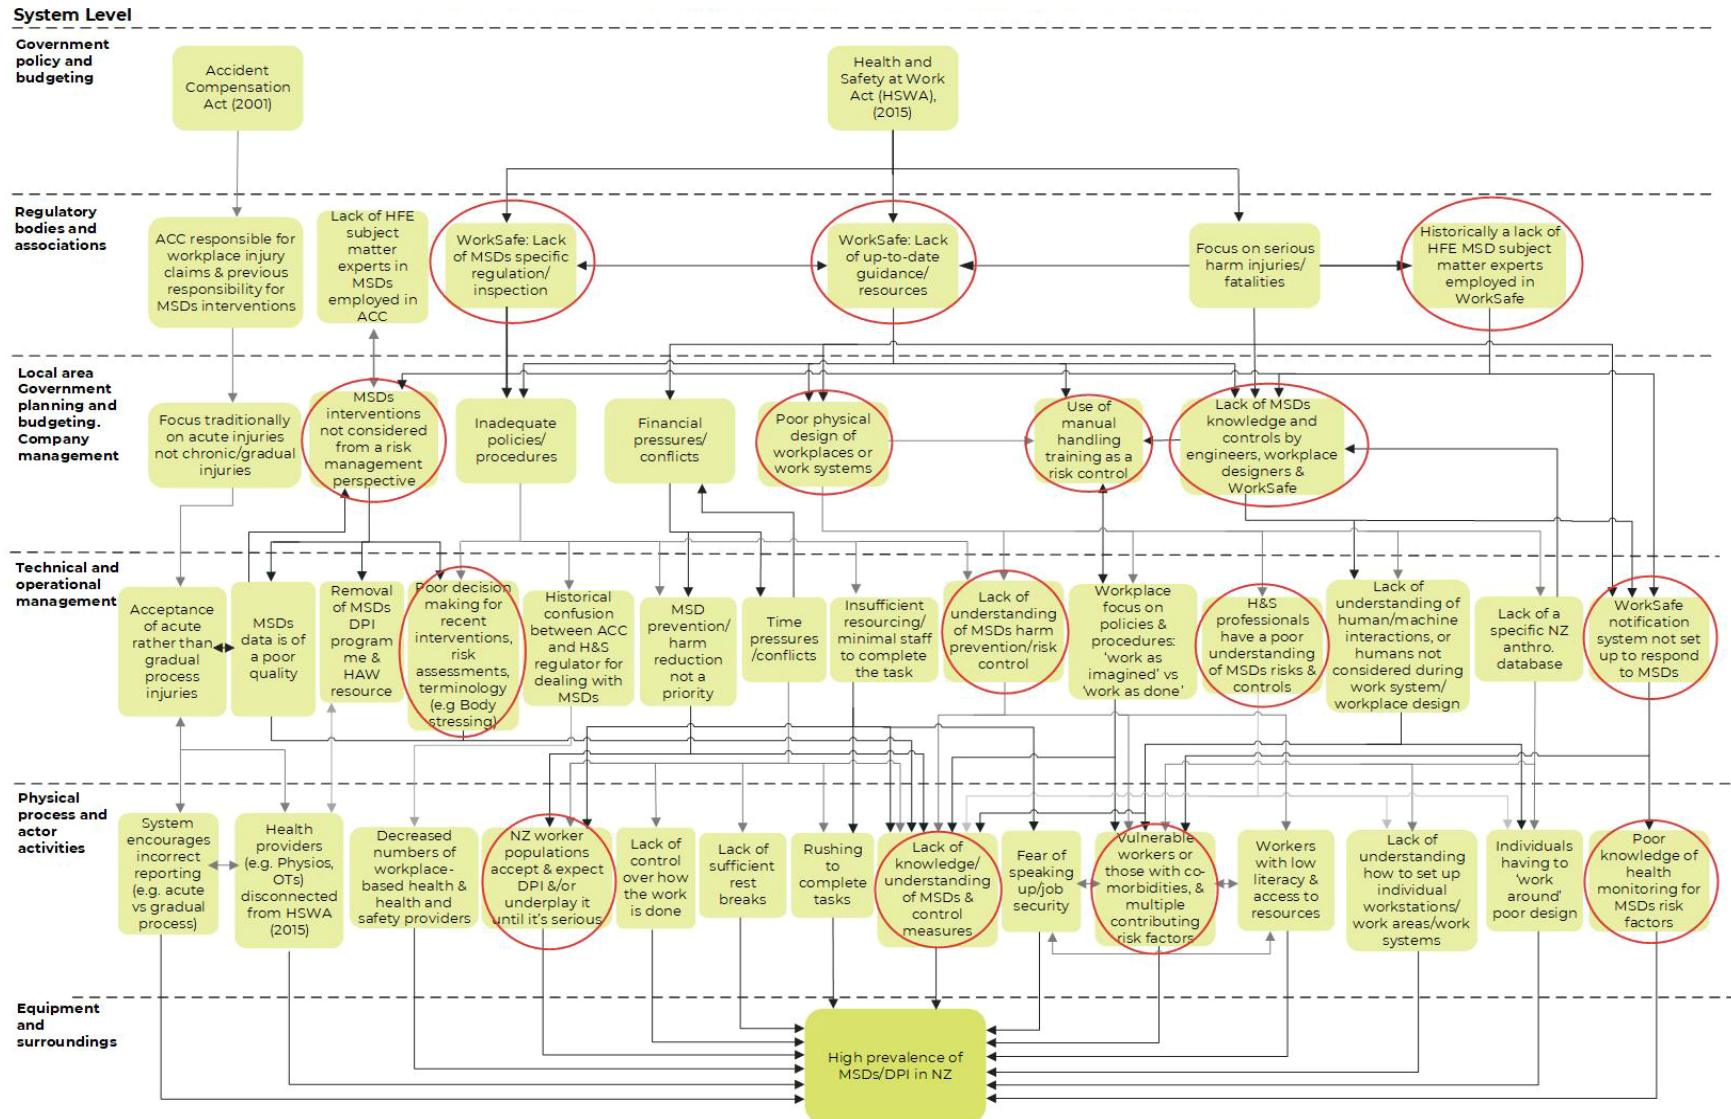 System Level
Government
policy and
budgeting
Accident
Compensation
Act (2001)
Health and
Safety at Work
Act (HSWA),
(2015)
Regulatory
bodies and
associations
ACC responsible for
workplace injury
claims & previous
responsibility for
MSDs interventions
Lack of HFE
subject
matter
experts in
MSDs
employed in
ACC
WorkSafe: Lack
of MSDs specific
regulation/
inspection
WorkSafe: Lack
of up-to-date
guidance/
resources
Focus on serious
harm injuries/
fatalities
Historically a lack of
HFE MSD subject
matter experts
employed in
WorkSafe
Local area
Government
planning and
budgeting.
Company
management
Focus traditionally
on acute injuries
not chronic/gradual
injuries
MSDs
interventions
not considered
from a risk
management
perspective
Inadequate
policies/
procedures
Financial
pressures/
conflicts
Poor physical
design of
workplaces or
work systems
Use of
manual
handling
training as a
risk control
Lack of MSDs
knowledge and
controls by
engineers, workplace
designers &
WorkSafe
Technical and
operational
management
Acceptance
of acute
rather than
gradual
process
injuries
MSDs
data is of
a poor
quality
Removal
of MSDs
DPI
program
me &
HAW
resource
Poor decision
making for
recent
interventions,
risk
assessments,
terminology
(e.g Body
stressing)
Historical
confusion
between ACC
and H&S
regulator for
dealing with
MSDs
MSD
prevention/
harm
reduction
not a
priority
Time
pressures
/conflicts
Insufficient
resourcing/
minimal staff
to complete
the task
Lack of
understanding
of MSDs harm
prevention/risk
control
Workplace
focus on
policies &
procedures:
‘work as
imagined’ vs
‘work as done’
H&S
professionals
have a poor
understanding
of MSDs risks &
controls
Lack of
understanding of
human/machine
interactions, or
humans not
considered during
work system/
workplace design
Lack of a
specific NZ
anthro.
database
WorkSafe
notification
system not set
up to respond
to MSDs
Physical
process and
actor
activities
System
encourages
incorrect
reporting
(e.g. acute
vs gradual
process)
Health
providers
(e.g. Physios,
OTs)
disconnected
from HSWA
(2015)
Decreased
numbers of
workplace-
based health &
health and
safety providers
NZ worker
populations
accept & expect
DPI &/or
underplay it
until it’s serious
Lack of
control over
how the
work is
done
Lack of
sufficient
rest
breaks
Rushing
to
complete
tasks
Lack of
knowledge/
understanding
of MSDs &
control
measures
Fear of
speaking
up/job
security
Vulnerable
workers or
those with co-
morbidities, &
multiple
contributing
risk factors
Workers
with low
literacy &
access to
resources
Lack of
understanding
how to set up
individual
workstations/
work areas/work
systems
Individuals
having to
‘work
around’
poor design
Poor
knowledge of
health
monitoring for
MSDs risk
factors
Equipment
and
surroundings
High prevalence of
MSDs/DPI in NZ